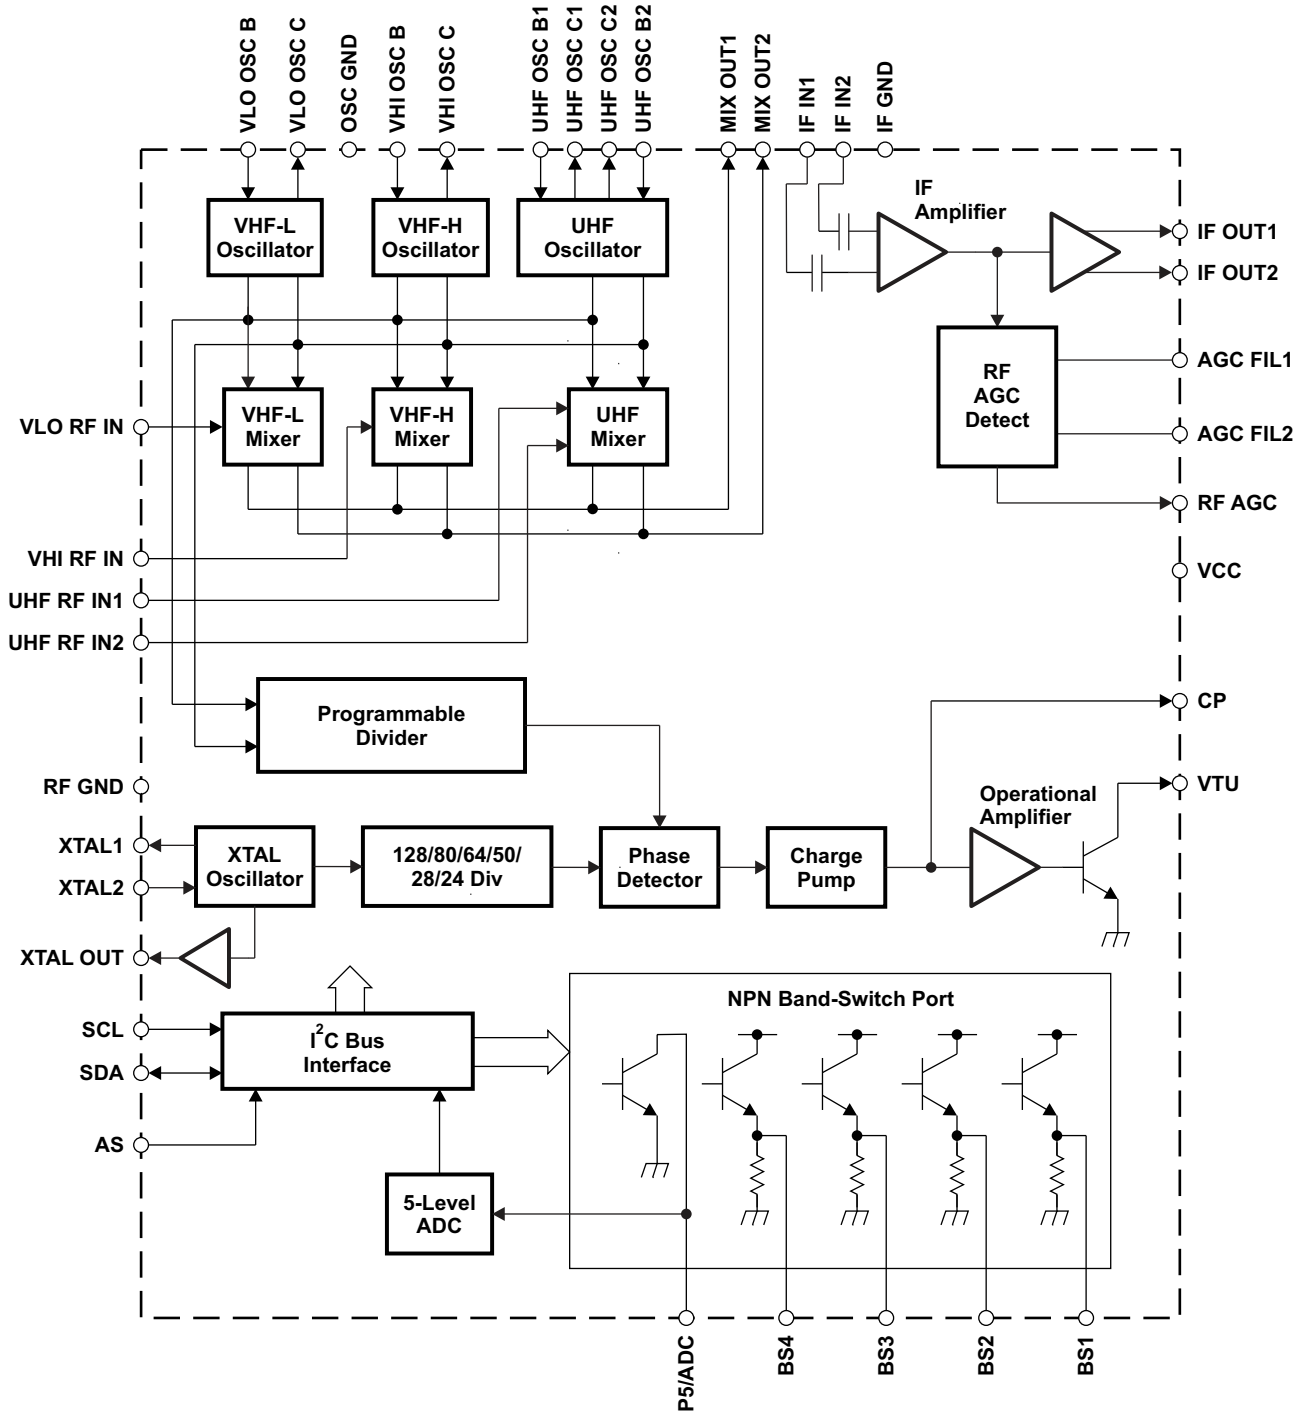 VLO OSC B
VLO OSC C
OSC GND
VHI OSC B
VHI OSC C
UHF OSC B1
UHF OSC C1
UHF OSC C2
UHF OSC B2
MIX OUT1
MIX OUT2
IF IN1
IF IN2
IF GND
VHF-L
Oscillator
VHF-H
Oscillator
UHF
Oscillator
IF
Amplifier
IF OUT1
IF OUT2
RF
AGC
Detect
AGC FIL1
AGC FIL2
RF AGC
VCC
VLO RF IN
VHF-L
Mixer
VHF-H
Mixer
UHF
Mixer
VHI RF IN
UHF RF IN1
UHF RF IN2
Programmable
Divider
CP
RF GND
Operational
Amplifier
VTU
XTAL1
XTAL2
XTAL
Oscillator
128/80/64/50/
28/24 Div
Phase
Detector
Charge
Pump
XTAL OUT
NPN Band-Switch Port
SCL
SDA
AS
I2C Bus
Interface
5-Level
ADC
P5/ADC
BS4
BS3
BS2
BS1